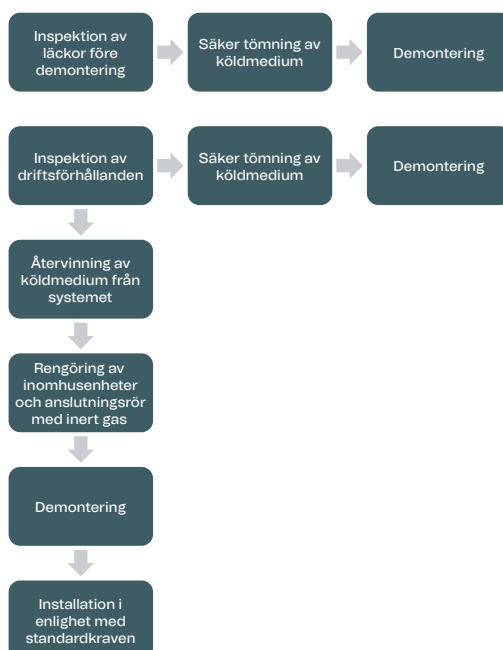 Inspektion av
läckor före
demontering
Säker tömning av
köldmedium
Demontering
Inspektion av
driftsförhållanden
Säker tömning av
köldmedium
Demontering
Återvinning av
köldmedium från
systemet
Rengöring av
inomhusenheter
och anslutningsrör
med inert gas
Demontering
Installation i
enlighet med
standardkraven